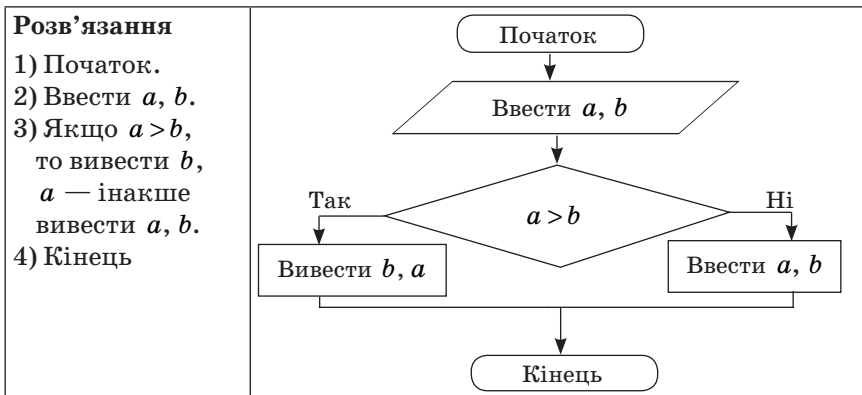 Розв'язання
1) Початок.
2) Ввести a, b.
3) Якщо a > b,
то вивести b,
a — інакше
вивести a, b.
4) Кінець
Початок
Ввести a, b
Так
a > b
Ні
Вивести b, a
Ввести a, b
Кінець